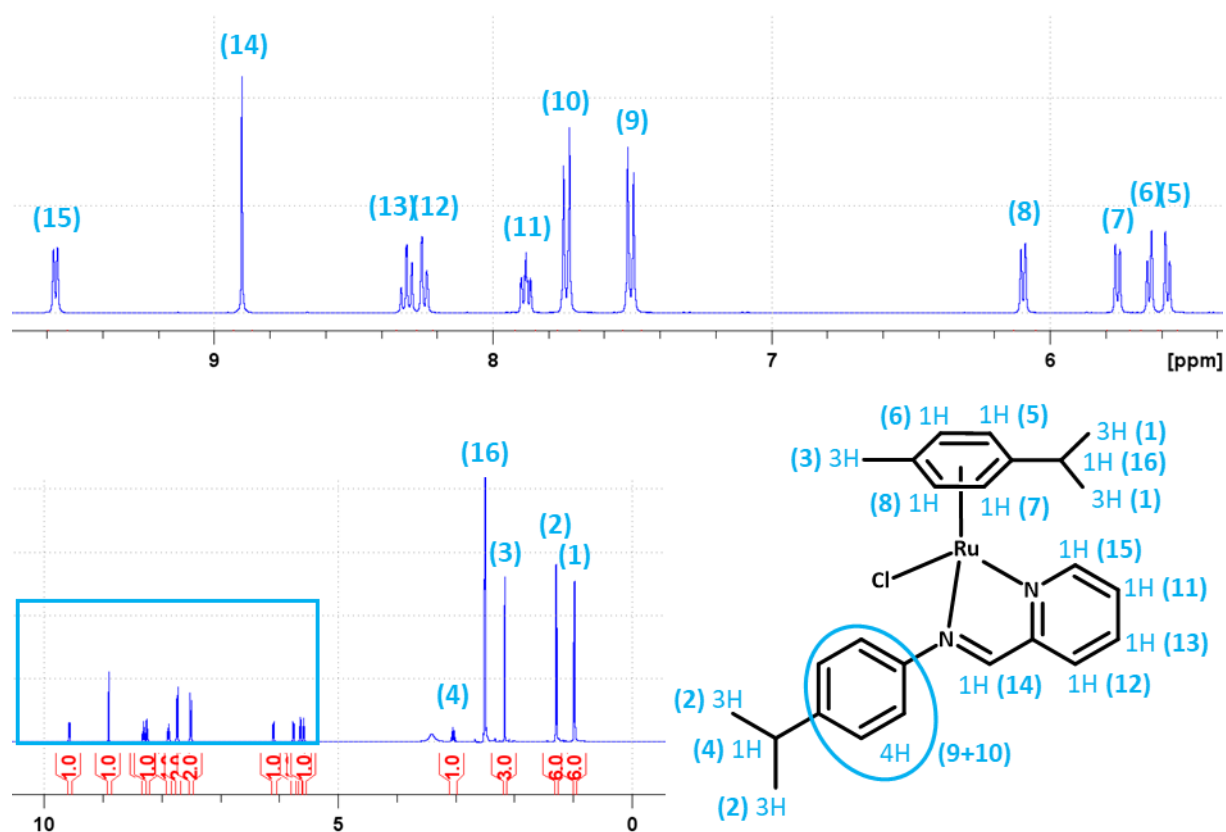 (14)
(10)
(9)
(15)
(13)
(12)
(11)
(8)
(7)
(6)
(5)
9
8
7
6
[ppm]
(16)
(2)
(3)
(1)
(4)
1.0
1.0
1.0
2.0
1.0
1.0
1.0
3.0
6.0
6.0
10
5
0
(6) 1H
1H (5)
3H (1)
(3) 3H
1H (16)
(8) 1H
1H (7)
3H (1)
Ru
1H (15)
Cl
N
1H (11)
N
1H (13)
1H (14)
1H (12)
(2) 3H
(4) 1H
4H
(9+10)
(2) 3H